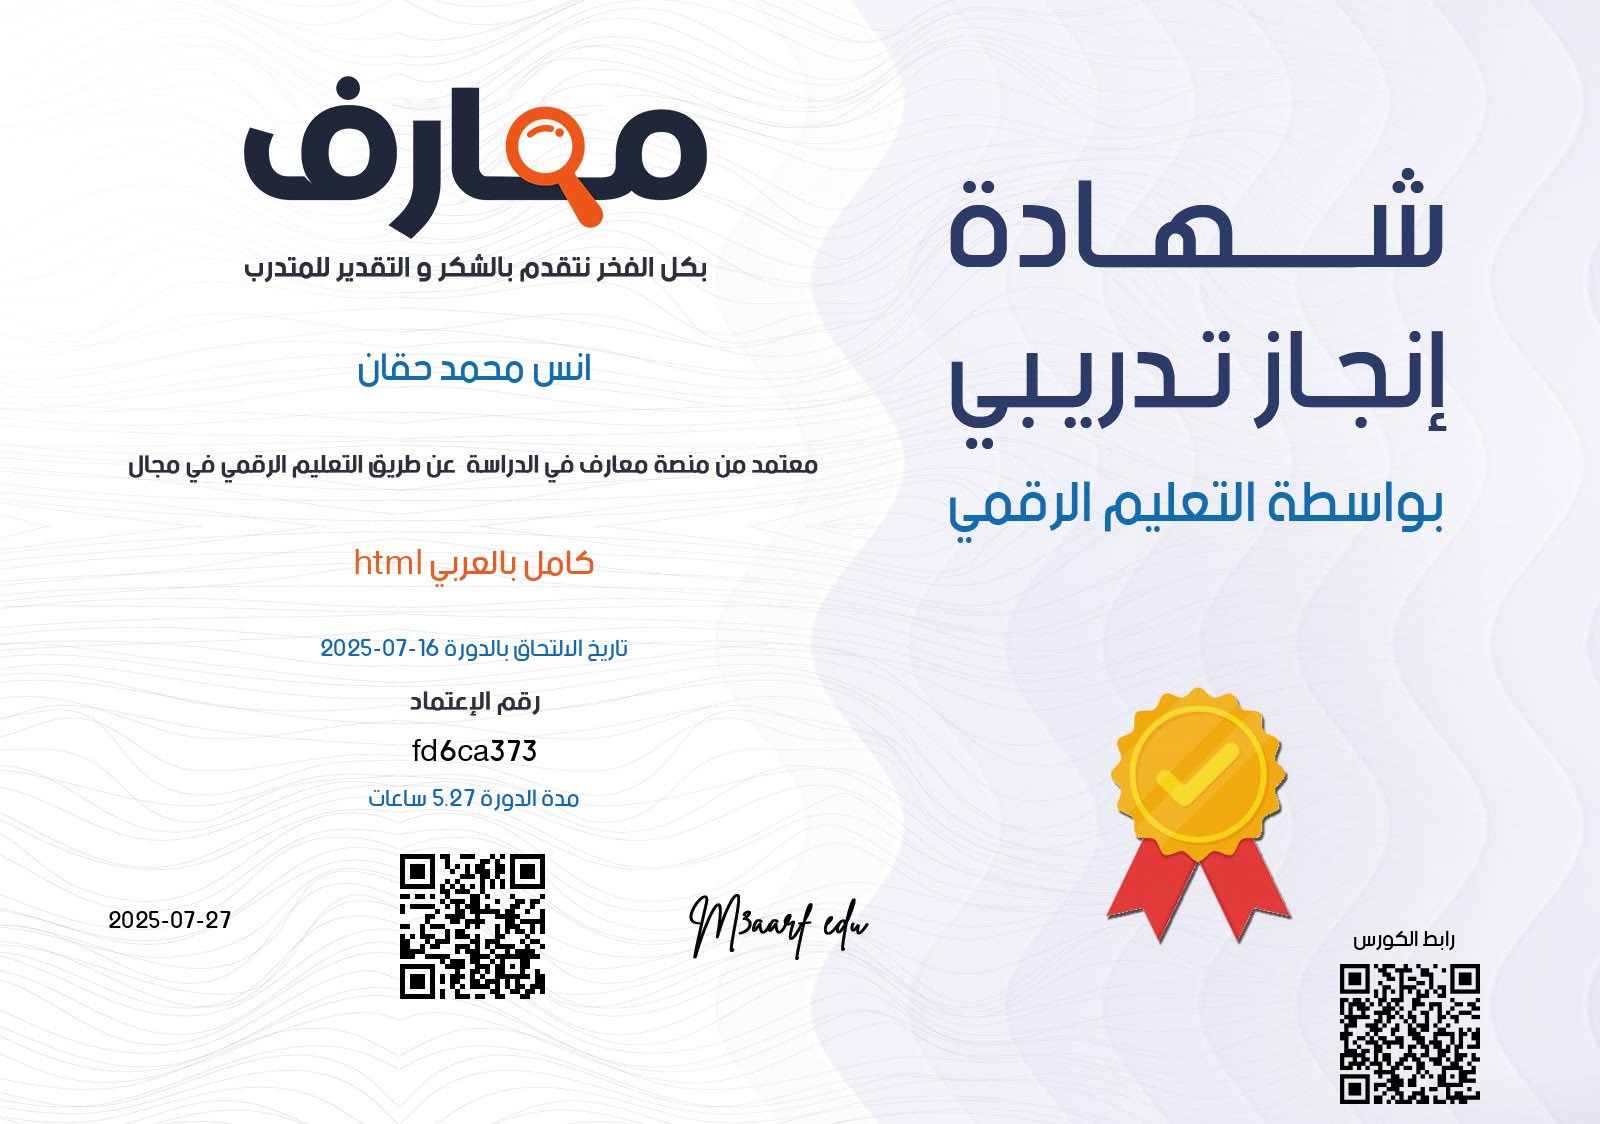 شهادة
إنجاز تدريبي
بواسطة التعليم الرقمي
معارف
بكل الفخر نتقدم بالشكر و التقدير للمتدرب
انس محمد حقان
معتمد من منصة معارف في الدراسة عن طريق التعليم الرقمي في مجال
كامل بالعربي html
تاريخ الالتحاق بالدورة 16-07-2025
رقم الإعتماد
fd6ca373
مدة الدورة 5.27 ساعات
2025-07-27
M3aarf edu
رابط الكورس